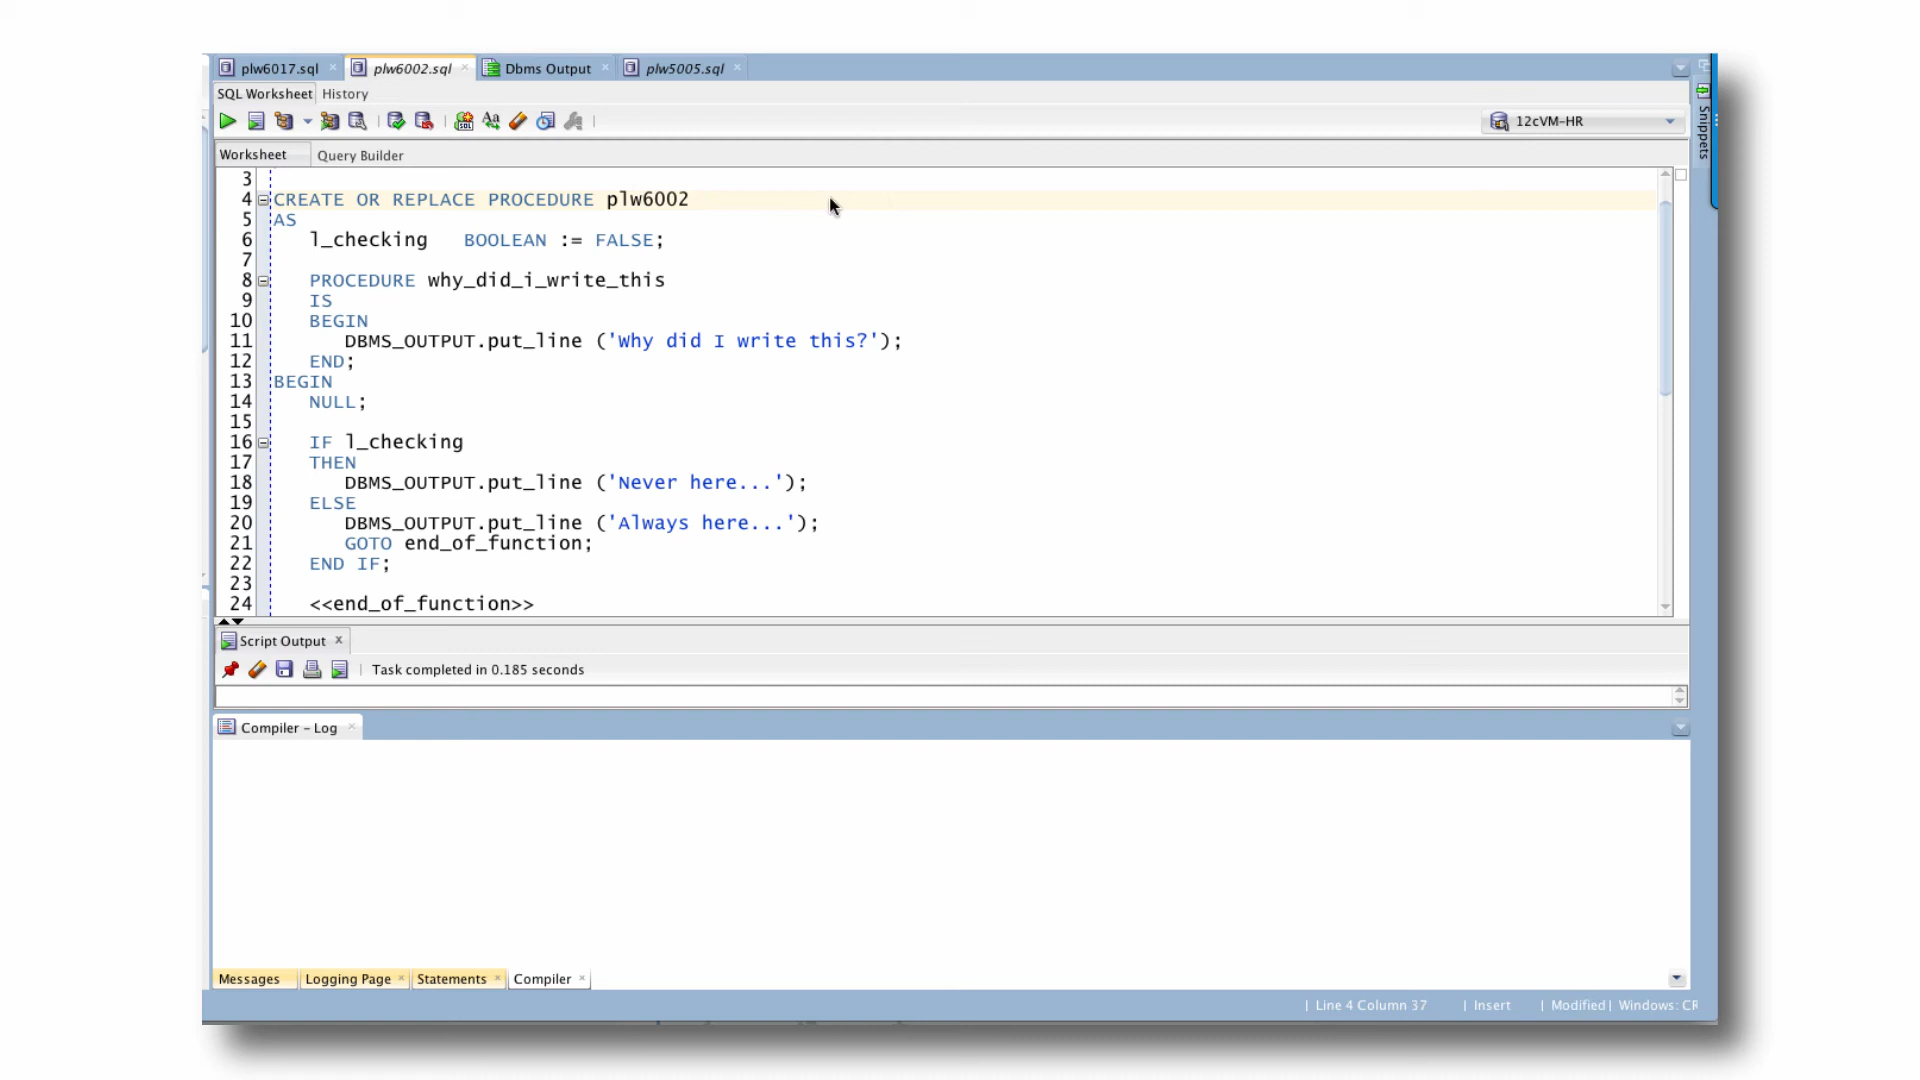 plw6017.sql plw6002.sql Dbms Output plw5005.sql
SQL Worksheet History
12cVM-HR
Snippets
Worksheet Query Builder
3
4 CREATE OR REPLACE PROCEDURE plw6002
5 AS
6 l_checking BOOLEAN := FALSE;
7
8 PROCEDURE why_did_i_write_this
9 IS
10 BEGIN
11 DBMS_OUTPUT.put_line ('Why did I write this?');
12 END;
13 BEGIN
14 NULL;
15
16 IF l_checking
17 THEN
18 DBMS_OUTPUT.put_line ('Never here...');
19 ELSE
20 DBMS_OUTPUT.put_line ('Always here...');
21 GOTO end_of_function;
22 END IF;
23
24 <<end_of_function>>
Script Output
Task completed in 0.185 seconds
Compiler - Log
Messages Logging Page Statements Compiler
| Line 4 Column 37 | Insert | Modified | Windows: CR